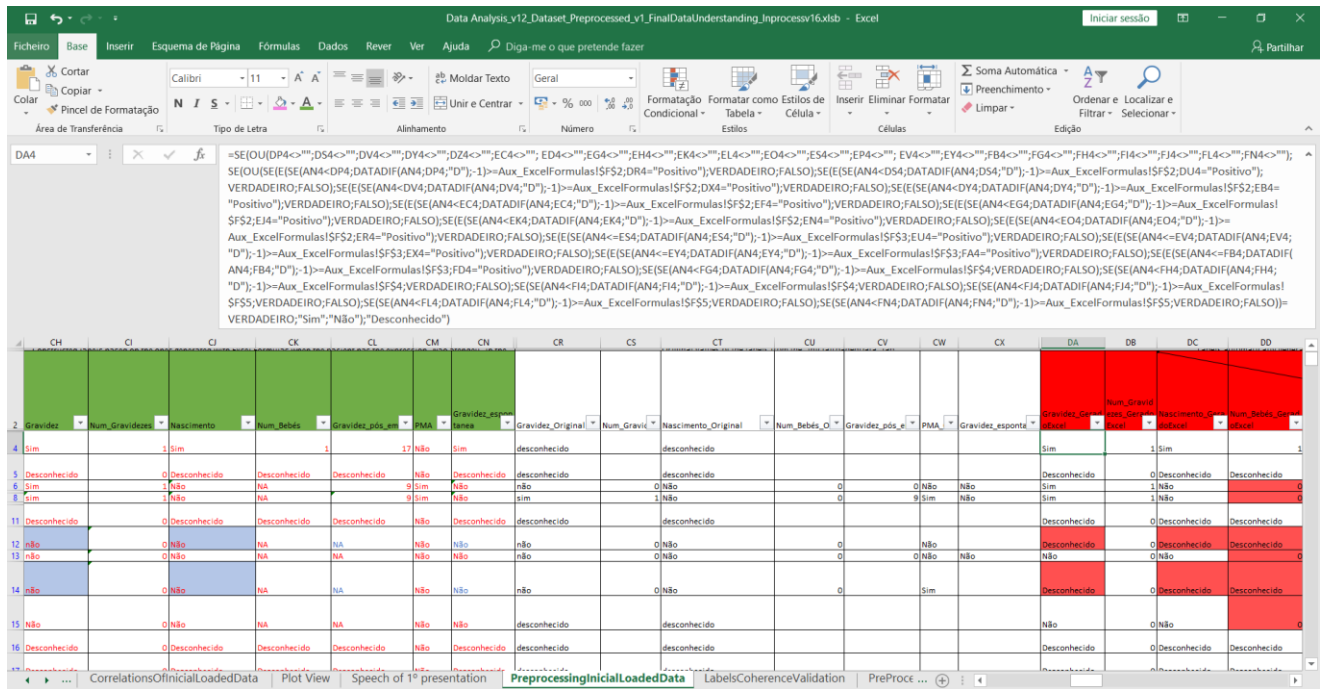 Data Analysis_v12_Dataset_Preprocessed_v1_FinalDataUnderstanding_Inprocessv16.xlsb - Excel
Iniciar sessão
Ficheiro Base Inserir Esquema de Página Fórmulas Dados Rever Ver Ajuda Diga-me o que pretende fazer Partilhar
Colar
Cortar
Copiar
Pincel de Formatação
Área de Transferência
Calibri 11
N I S
Tipo de Letra
Moldar Texto
Unir e Centrar
Alinhamento
Geral
% 000
Número
Formatação Condicional
Formatar como Tabela
Estilos de Célula
Estilos
Inserir Eliminar Formatar
Células
Soma Automática
Preenchimento
Limpar
Ordenar e Filtrar
Localizar e Selecionar
Edição
DA4
fx
=SE(OU(DP4<>"";DS4<>"";DV4<>"";DY4<>"";DZ4<>"";EC4<>""; ED4<>"";EG4<>"";EH4<>"";EK4<>"";EL4<>"";EO4<>"";ES4<>"";EP4<>""; EV4<>"";EY4<>"";FB4<>"";FG4<>"";FH4<>"";FI4<>"";FJ4<>"";FL4<>"";FN4<>"");
SE(OU(SE(E(SE(AN4<DP4;DATADIF(AN4;DP4;"D");-1)>=Aux_ExcelFormulas!$F$2;DR4="Positivo");VERDADEIRO;FALSO);SE(E(SE(AN4<DS4;DATADIF(AN4;DS4;"D");-1)>=Aux_ExcelFormulas!$F$2;DU4="Positivo");
VERDADEIRO;FALSO);SE(E(SE(AN4<DV4;DATADIF(AN4;DV4;"D");-1)>=Aux_ExcelFormulas!$F$2;DX4="Positivo");VERDADEIRO;FALSO);SE(E(SE(AN4<DY4;DATADIF(AN4;DY4;"D");-1)>=Aux_ExcelFormulas!$F$2;EB4=
"Positivo");VERDADEIRO;FALSO);SE(E(SE(AN4<EC4;DATADIF(AN4;EC4;"D");-1)>=Aux_ExcelFormulas!$F$2;EF4="Positivo");VERDADEIRO;FALSO);SE(E(SE(AN4<EG4;DATADIF(AN4;EG4;"D");-1)>=Aux_ExcelFormulas!
$F$2;EJ4="Positivo");VERDADEIRO;FALSO);SE(E(SE(AN4<EK4;DATADIF(AN4;EK4;"D");-1)>=Aux_ExcelFormulas!$F$2;EN4="Positivo");VERDADEIRO;FALSO);SE(E(SE(AN4<EO4;DATADIF(AN4;EO4;"D");-1)>=
Aux_ExcelFormulas!$F$2;ER4="Positivo");VERDADEIRO;FALSO);SE(E(SE(AN4<=ES4;DATADIF(AN4;ES4;"D");-1)>=Aux_ExcelFormulas!$F$3;EU4="Positivo");VERDADEIRO;FALSO);SE(E(SE(AN4<=EV4;DATADIF(AN4;EV4;
"D");-1)>=Aux_ExcelFormulas!$F$3;EX4="Positivo");VERDADEIRO;FALSO);SE(E(SE(AN4<=EY4;DATADIF(AN4;EY4;"D");-1)>=Aux_ExcelFormulas!$F$3;FA4="Positivo");VERDADEIRO;FALSO);SE(E(SE(AN4<=FB4;DATADIF(
AN4;FB4;"D");-1)>=Aux_ExcelFormulas!$F$3;FD4="Positivo");VERDADEIRO;FALSO);SE(SE(AN4<FG4;DATADIF(AN4;FG4;"D");-1)>=Aux_ExcelFormulas!$F$4;VERDADEIRO;FALSO);SE(SE(AN4<FH4;DATADIF(AN4;FH4;
"D");-1)>=Aux_ExcelFormulas!$F$4;VERDADEIRO;FALSO);SE(SE(AN4<FI4;DATADIF(AN4;FI4;"D");-1)>=Aux_ExcelFormulas!$F$4;VERDADEIRO;FALSO);SE(SE(AN4<FJ4;DATADIF(AN4;FJ4;"D");-1)>=Aux_ExcelFormulas!
$F$5;VERDADEIRO;FALSO);SE(SE(AN4<FL4;DATADIF(AN4;FL4;"D");-1)>=Aux_ExcelFormulas!$F$5;VERDADEIRO;FALSO);SE(SE(AN4<FN4;DATADIF(AN4;FN4;"D");-1)>=Aux_ExcelFormulas!$F$5;VERDADEIRO;FALSO))=
VERDADEIRO;"Sim";"Não");"Desconhecido")
CH CI CJ CK CL CM CN CR CS CT CU CV CW CX DA DB DC DD
2 Gravidez Num_Gravidezes Nascimento Num_Bebés Gravidez_pós_em PMA Gravidez_espontanea Gravidez_Original Num_Gravid Nascimento_Original Num_Bebés_O Gravidez_pós_e PMA_ Gravidez_esponta Gravidez_GeradoExcel Num_Gravidezes_GeradoExcel Nascimento_GeradoExcel Num_Bebés_GeradoExcel
4 Sim 1 Sim 1 17 Não Sim desconhecido desconhecido Sim 1 Sim 1
5 Desconhecido 0 Desconhecido Desconhecido Desconhecido Não Desconhecido desconhecido desconhecido Desconhecido 0 Desconhecido Desconhecido
6 Sim 1 Não NA 9 Sim Não não 0 Não 0 0 Não Não Sim 1 Não 0
8 sim 1 Não NA 9 Sim Não sim 1 Não 0 9 Sim Não Sim 1 Não 0
11 Desconhecido 0 Desconhecido Desconhecido Desconhecido Não Desconhecido desconhecido desconhecido Desconhecido 0 Desconhecido Desconhecido
12 não 0 Não NA NA Não Não não 0 Não 0 Não Desconhecido 0 Desconhecido Desconhecido
13 não 0 Não NA NA Não Não não 0 Não 0 0 Não Não Não 0 Não 0
14 não 0 Não NA NA Não Não não 0 Não 0 Sim Desconhecido 0 Desconhecido Desconhecido
15 Não 0 Não NA NA Não Não desconhecido desconhecido Não 0 Não 0
16 Desconhecido 0 Desconhecido Desconhecido Desconhecido Não Desconhecido desconhecido desconhecido Desconhecido 0 Desconhecido Desconhecido
... CorrelationsOfInicialLoadedData Plot View Speech of 1º presentation PreprocessingInicialLoadedData LabelsCoherenceValidation PreProce ...